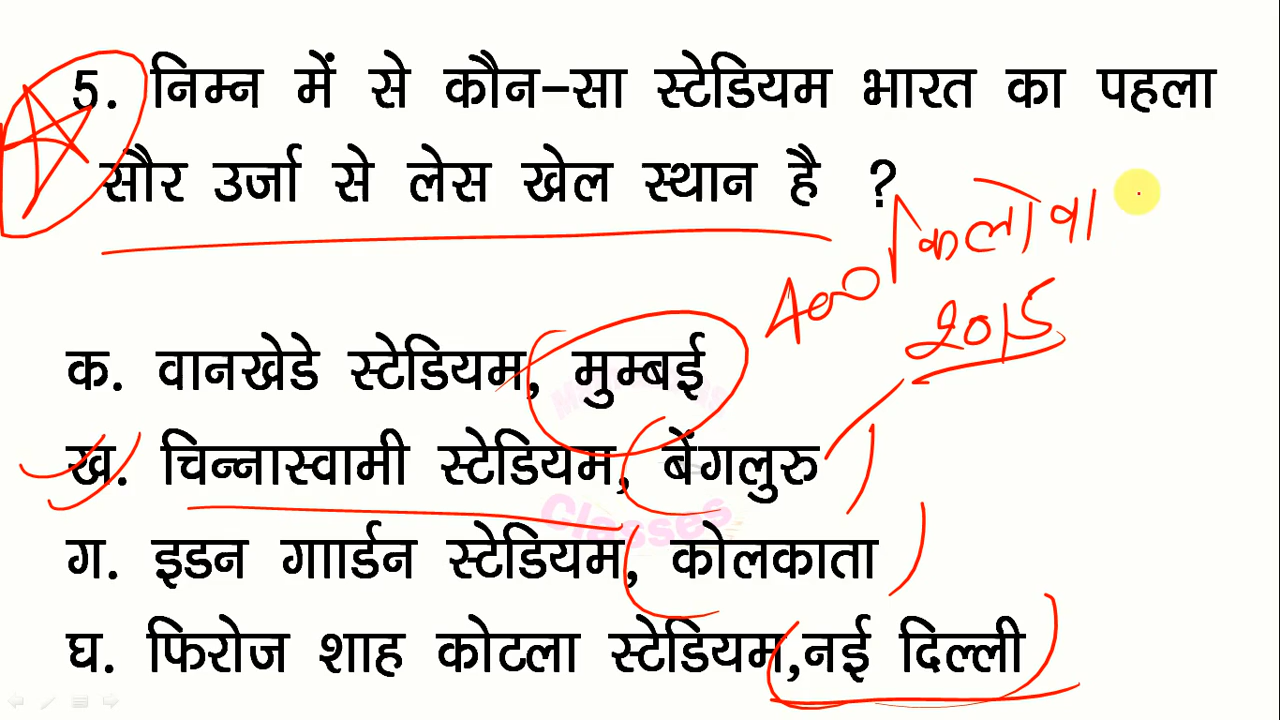 5. निम्न में से कौन-सा स्टेडियम भारत का पहला
सौर उर्जा से लेस खेल स्थान है ?
400 किलोवा
2015
क. वानखेडे स्टेडियम, मुम्बई
ख. चिन्नास्वामी स्टेडियम, बेंगलुरु
ग. इडन गाार्डन स्टेडियम, कोलकाता
Classes
घ. फिरोज शाह कोटला स्टेडियम,नई दिल्ली